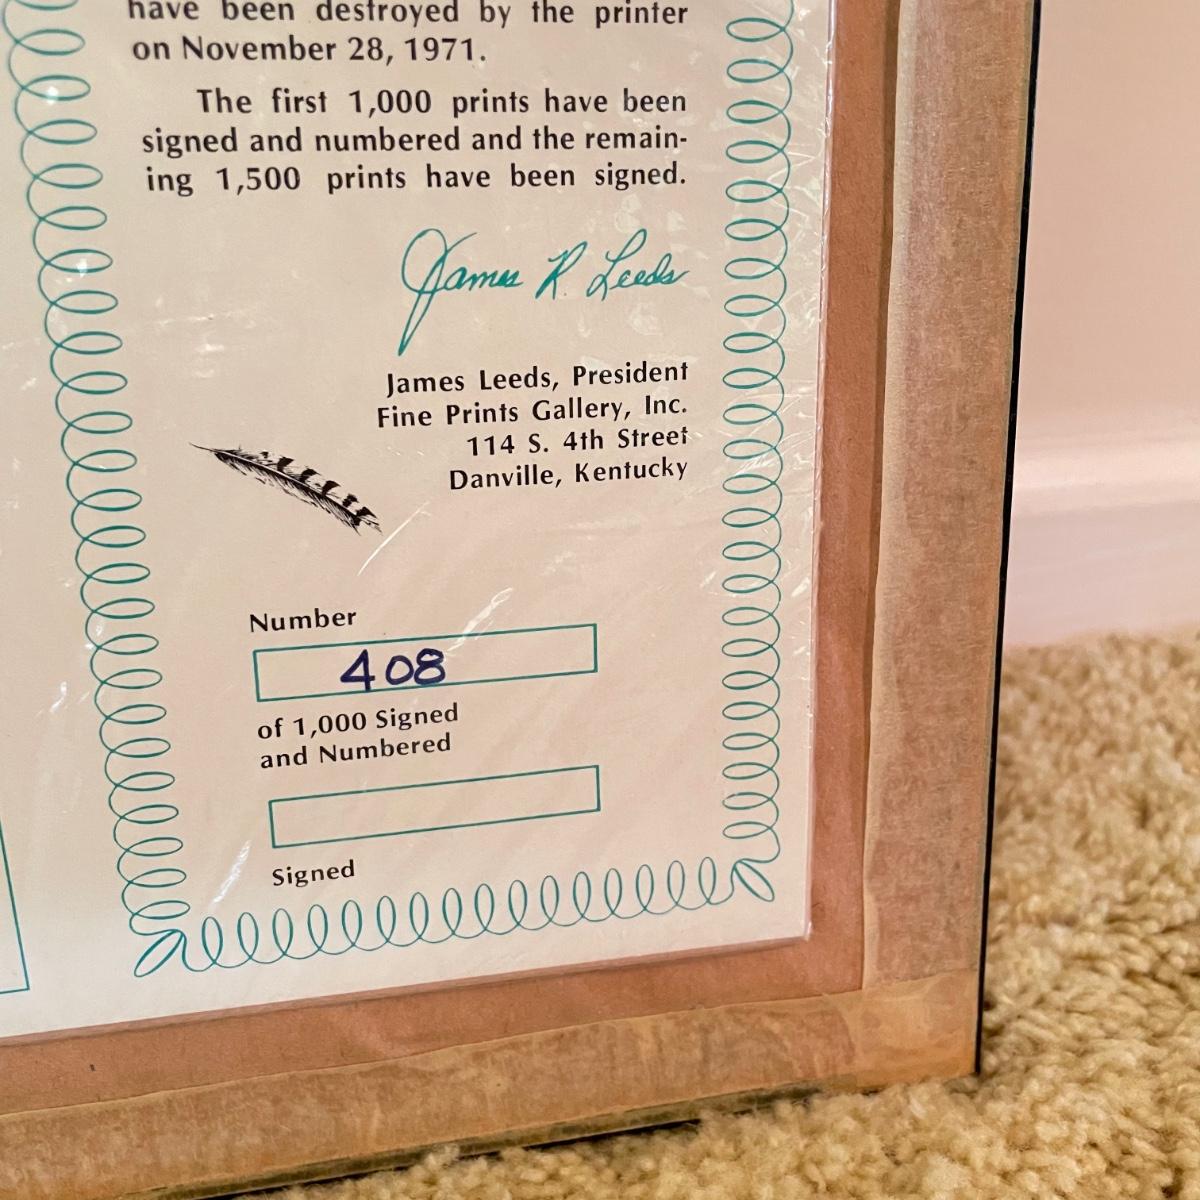 have been destroyed by the printer
on November 28, 1971.
The first 1,000 prints have been
signed and numbered and the remain-
ing 1,500 prints have been signed.
James R. Leeds
James Leeds, President
Fine Prints Gallery, Inc.
114 S. 4th Street
Danville, Kentucky
Number
408
of 1,000 Signed
and Numbered
Signed